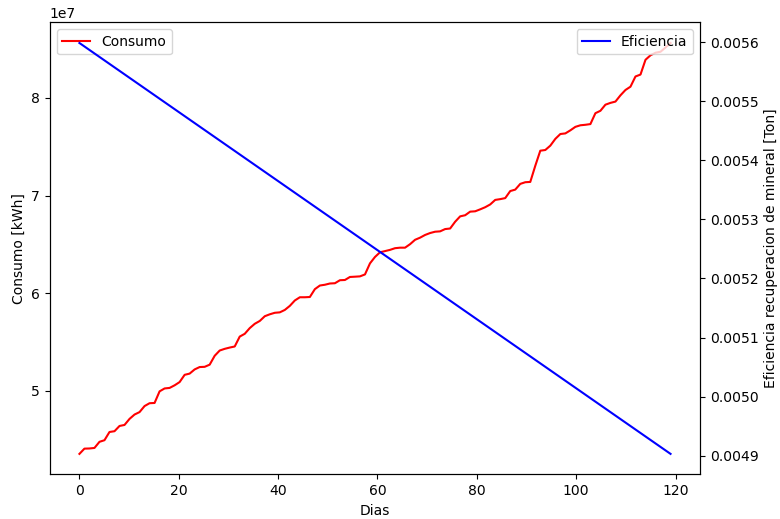 1e7
Consumo
Eficiencia
0.0056
0.0055
0.0054
0.0053
0.0052
0.0051
0.0050
0.0049
8
7
6
5
Consumo [kWh]
Eficiencia recuperacion de mineral [Ton]
0 20 40 60 80 100 120
Dias